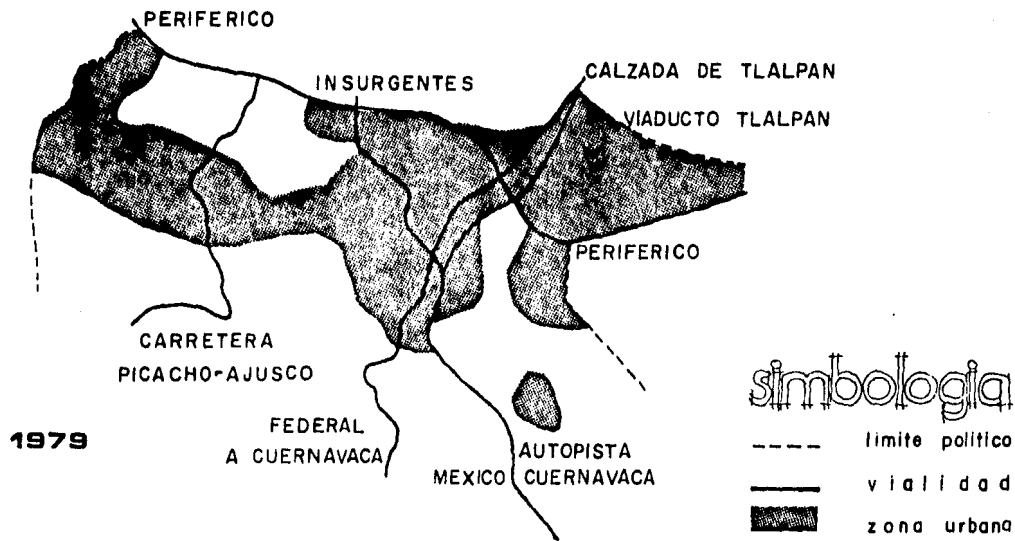 PERIFERICO
INSURGENTES
CALZADA DE TLALPAN
VIADUCTO TLALPAN
PERIFERICO
CARRETERA
PICACHO-AJUSCO
FEDERAL
A CUERNAVACA
AUTOPISTA
MEXICO CUERNAVACA
1979
simbologia
limite politico
vialidad
zona urbana